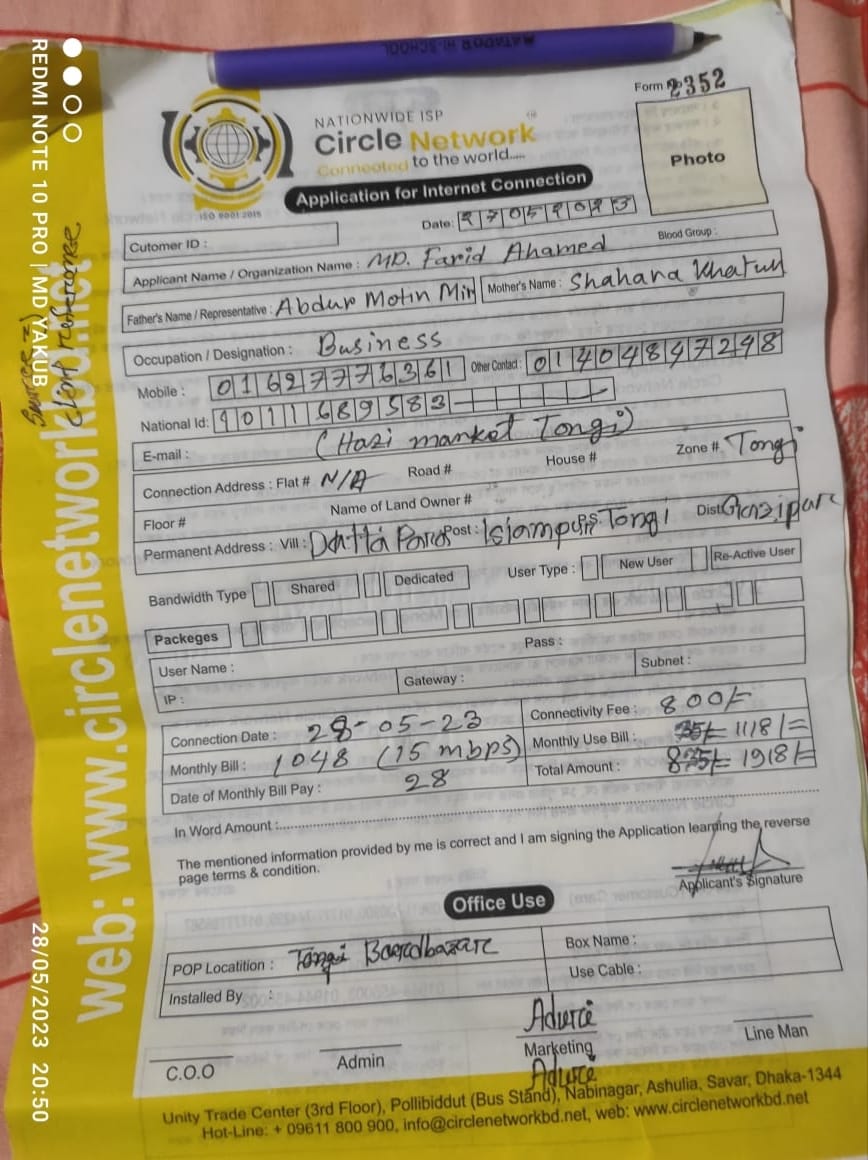 MATADOR HI-SCHOOL
Form No 2352
NATIONWIDE ISP
Circle Network
Connected to the world....
ISO 9001:2015
Photo
Application for Internet Connection
Date: 27052023
Cutomer ID :
Blood Group :
Applicant Name / Organization Name : MD. Farid Ahamed
Father's Name / Representative : Abdur Motin Mir Mother's Name : Shahana Khatun
Occupation / Designation : Business
Mobile : 01627776361 Other Contact : 01404847298
National Id: 9011689583
E-mail : (Hazi market Tongi)
Connection Address : Flat # N/A Road # House # Zone # Tongi
Floor # Name of Land Owner #
Permanent Address : Vill : Datta Para Post : Islampur P.S: Tongi Dist: Gazipur
Bandwidth Type Shared Dedicated User Type : New User Re-Active User
Packeges
User Name : Pass :
IP : Gateway : Subnet :
Connection Date : 28-05-23 Connectivity Fee : 800/-
Monthly Bill : 1048 (15 mbps) Monthly Use Bill : 1118/=
Date of Monthly Bill Pay : 28 Total Amount : 1918/=
In Word Amount :
The mentioned information provided by me is correct and I am signing the Application learning the reverse
page terms & condition.
Applicant's Signature
Office Use
POP Locatition : Tongi Boardbazare Box Name :
Installed By : Use Cable :
C.O.O Admin Marketing Line Man
Unity Trade Center (3rd Floor), Pollibiddut (Bus Stand), Nabinagar, Ashulia, Savar, Dhaka-1344
Hot-Line: + 09611 800 900, info@circlenetworkbd.net, web: www.circlenetworkbd.net
web: www.circlenetworkbd.net
REDMI NOTE 10 PRO | MD YAKUB
28/05/2023 20:50